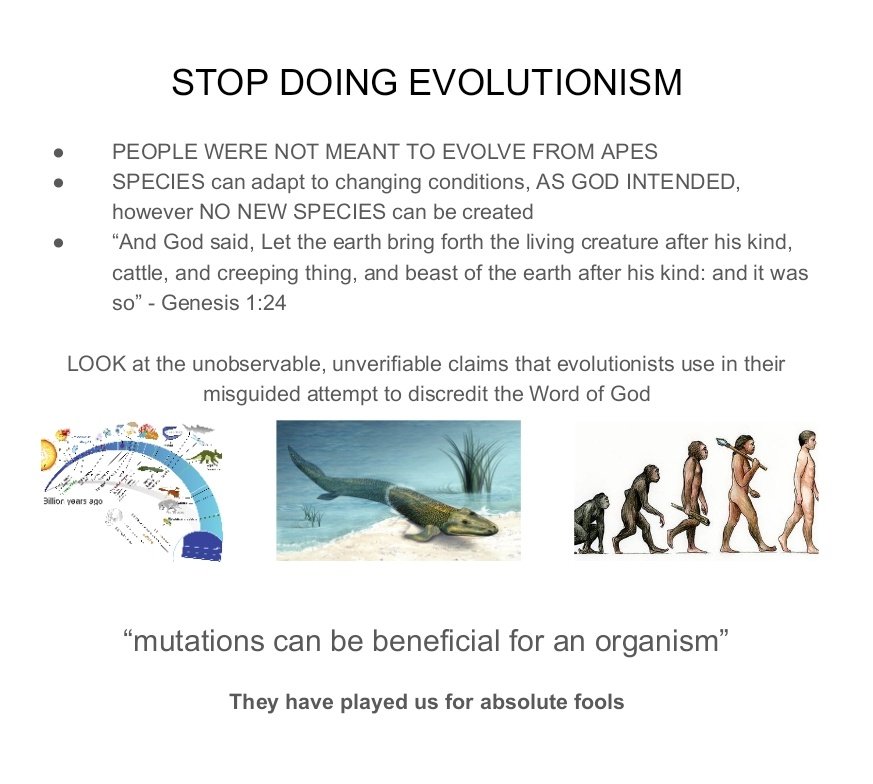 STOP DOING EVOLUTIONISM
● PEOPLE WERE NOT MEANT TO EVOLVE FROM APES
● SPECIES can adapt to changing conditions, AS GOD INTENDED,
however NO NEW SPECIES can be created
● “And God said, Let the earth bring forth the living creature after his kind,
cattle, and creeping thing, and beast of the earth after his kind: and it was
so” - Genesis 1:24
LOOK at the unobservable, unverifiable claims that evolutionists use in their
misguided attempt to discredit the Word of God
Billion years ago
“mutations can be beneficial for an organism”
They have played us for absolute fools